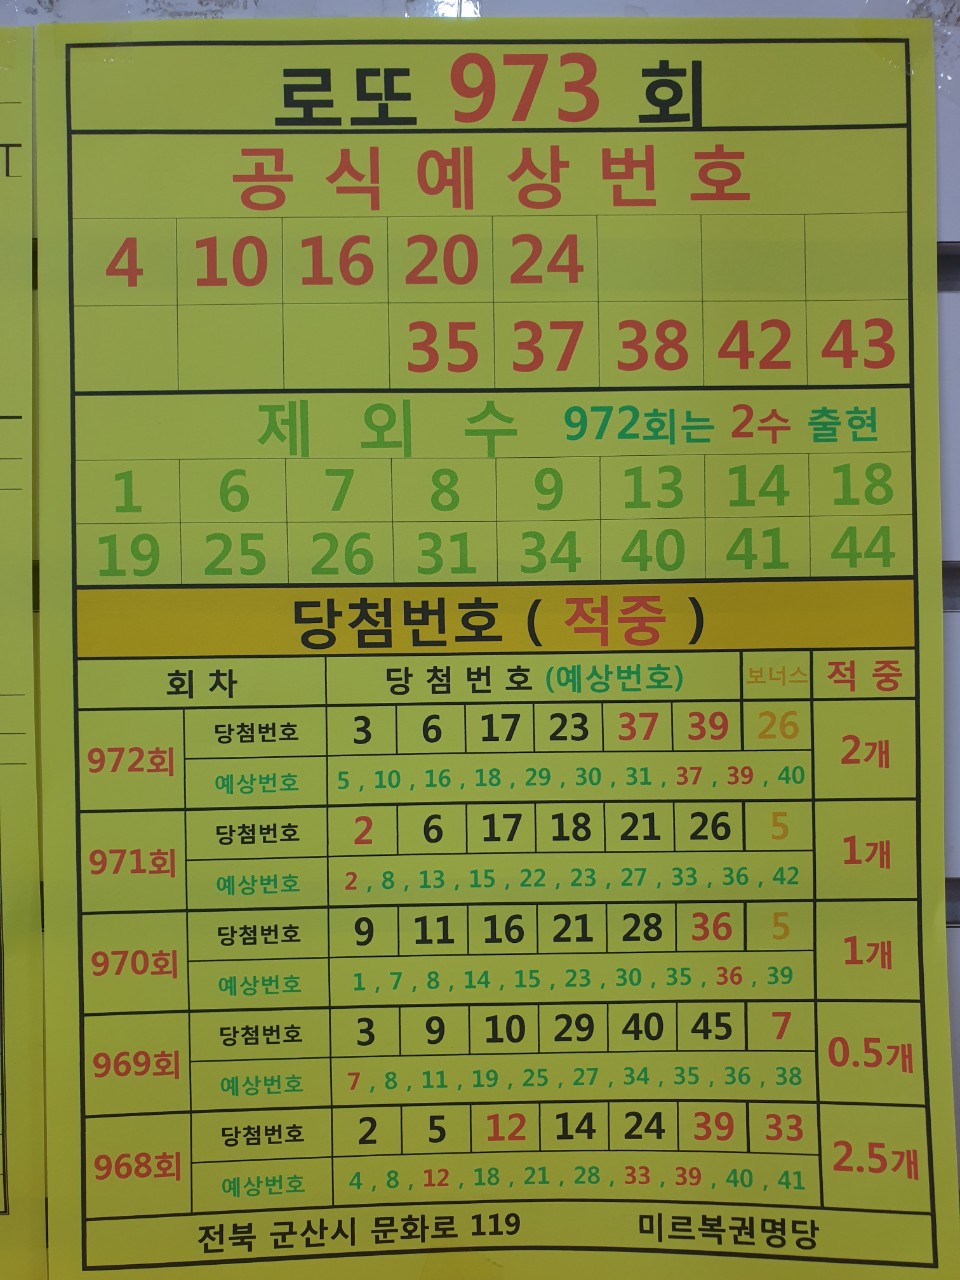 로또 973 회
공식예상번호
4 10 16 20 24
35 37 38 42 43
제 외 수 972회는 2수 출현
1 6 7 8 9 13 14 18
19 25 26 31 34 40 41 44
당첨번호 ( 적중 )
회 차 당 첨 번 호 (예상번호) 보너스 적 중
972회 당첨번호 3 6 17 23 37 39 26 2개
예상번호 5 , 10 , 16 , 18 , 29 , 30 , 31 , 37 , 39 , 40
971회 당첨번호 2 6 17 18 21 26 5 1개
예상번호 2 , 8 , 13 , 15 , 22 , 23 , 27 , 33 , 36 , 42
970회 당첨번호 9 11 16 21 28 36 5 1개
예상번호 1 , 7 , 8 , 14 , 15 , 23 , 30 , 35 , 36 , 39
969회 당첨번호 3 9 10 29 40 45 7 0.5개
예상번호 7 , 8 , 11 , 19 , 25 , 27 , 34 , 35 , 36 , 38
968회 당첨번호 2 5 12 14 24 39 33 2.5개
예상번호 4 , 8 , 12 , 18 , 21 , 28 , 33 , 39 , 40 , 41
전북 군산시 문화로 119 미르복권명당